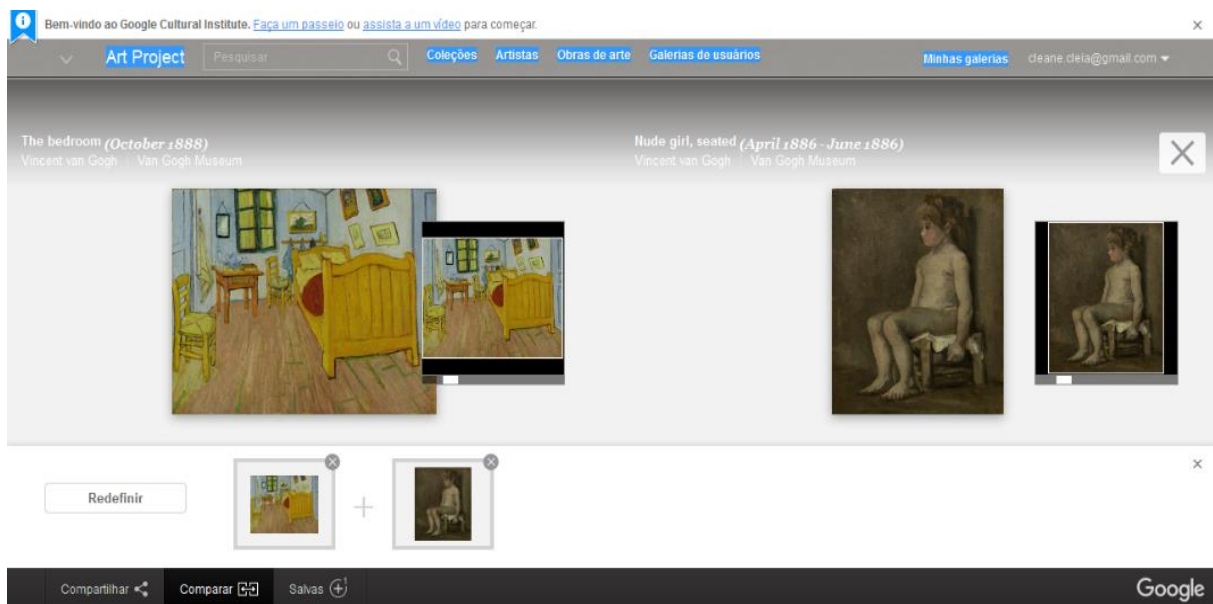 Bem-vindo ao Google Cultural Institute. Faça um passeio ou assista a um vídeo para começar.
Art Project Pesquisar Coleções Artistas Obras de arte Galerias de usuários Minhas galerias cleane.cleia@gmail.com
The bedroom (October 1888)
Vincent van Gogh Van Gogh Museum
Nude girl, seated (April 1886 - June 1886)
Vincent van Gogh Van Gogh Museum
Redefinir
Compartilhar Comparar Salvas 1 Google